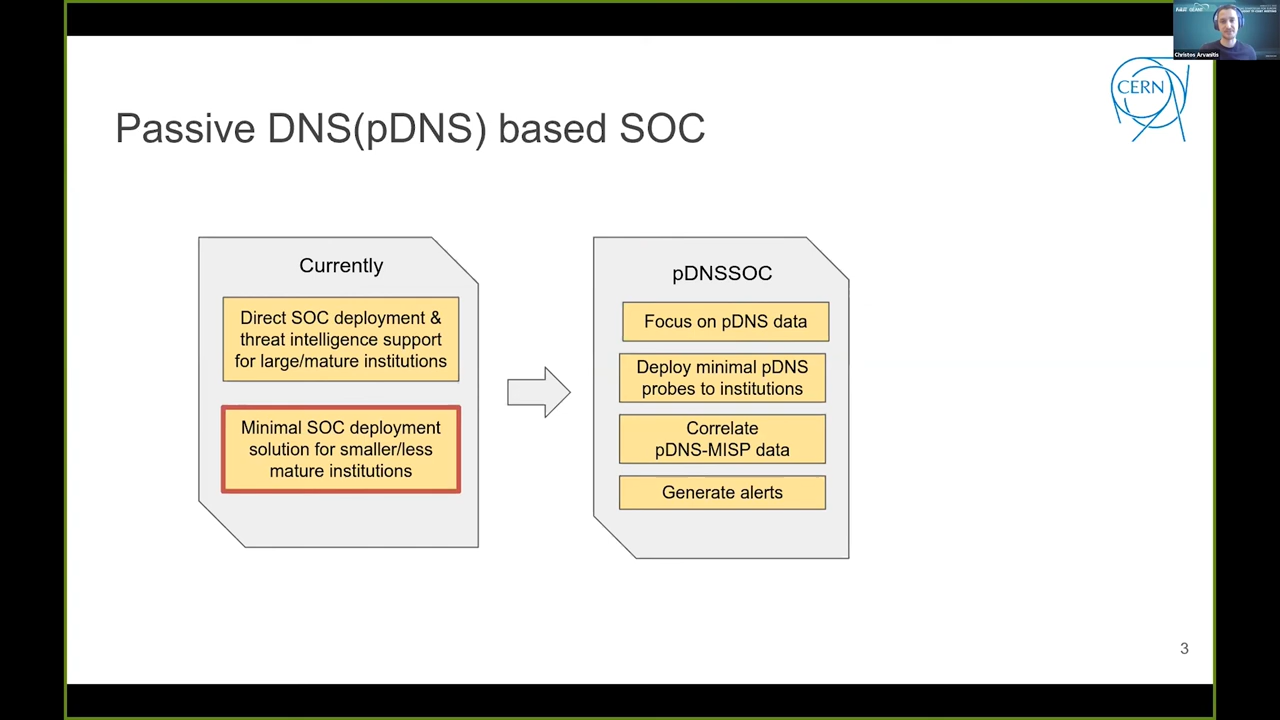 Passive DNS(pDNS) based SOC
CERN
Christos Arvanitis
Currently
Direct SOC deployment &
threat intelligence support
for large/mature institutions
Minimal SOC deployment
solution for smaller/less
mature institutions
pDNSSOC
Focus on pDNS data
Deploy minimal pDNS
probes to institutions
Correlate
pDNS-MISP data
Generate alerts
3